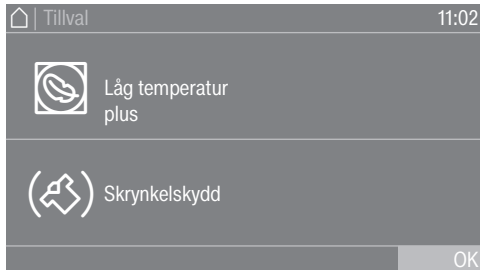 | Tillval 11:02
Låg temperatur
plus
Skrynkelskydd
OK